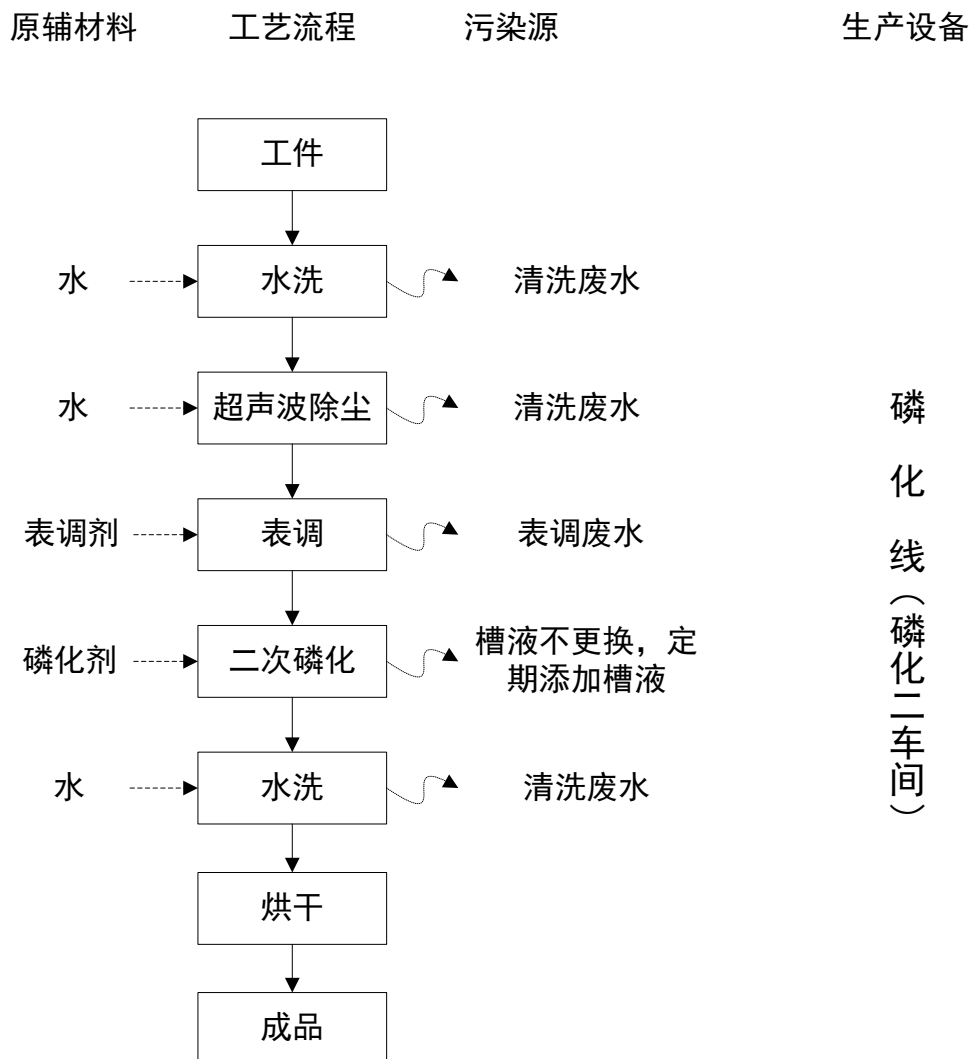 原辅材料 工艺流程 污染源 生产设备
工件
水 水洗 清洗废水
水 超声波除尘 清洗废水
表调剂 表调 表调废水
磷化剂 二次磷化 槽液不更换，定
期添加槽液
水 水洗 清洗废水
烘干
成品
磷化线（磷化二车间）